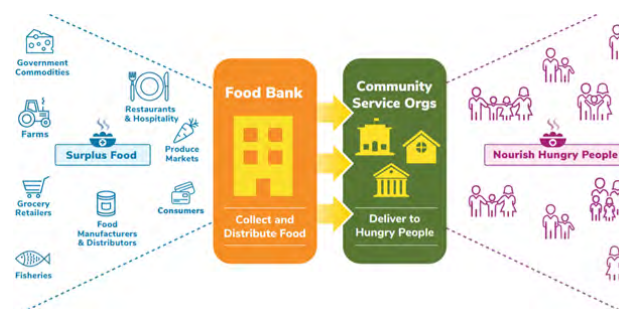 Government
Commodities
Restaurants
& Hospitality
Farms
Surplus Food
Produce
Markets
Grocery
Retailers
Food
Manufacturers
& Distributors
Consumers
Fisheries
Food Bank
Collect and
Distribute Food
Community
Service Orgs
Deliver to
Hungry People
Nourish Hungry People